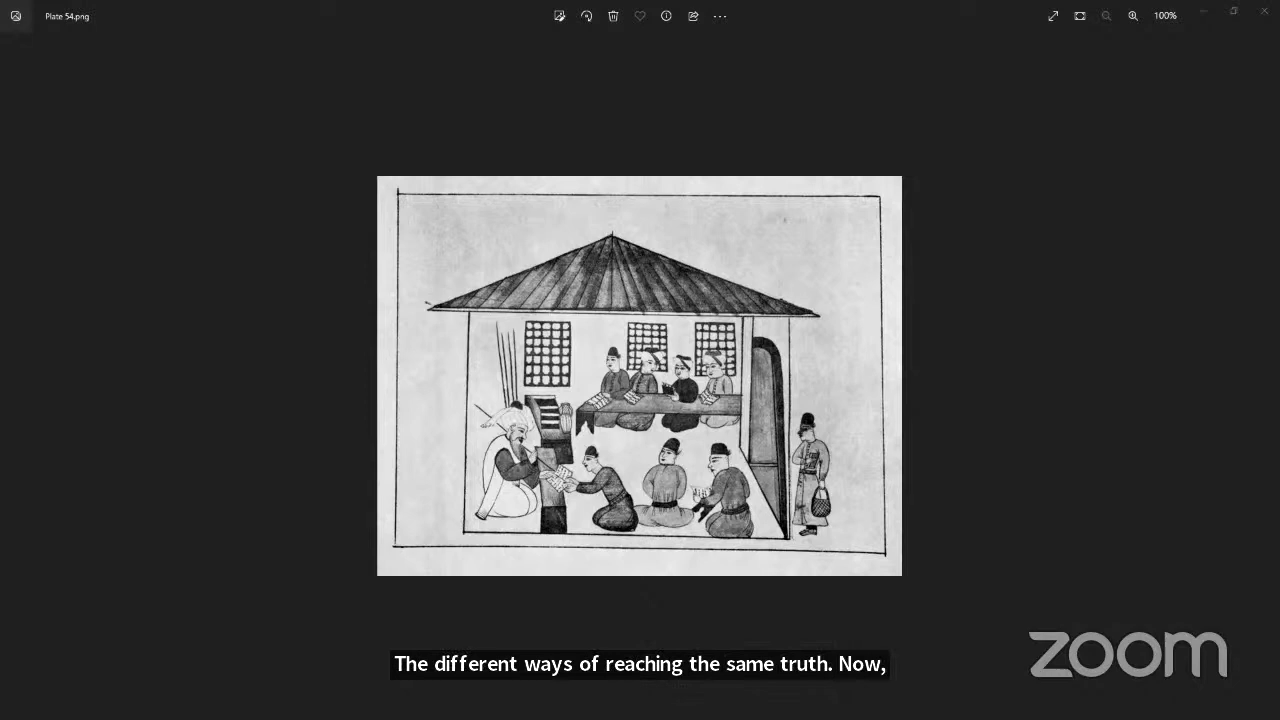 Plate 54.png
100%
The different ways of reaching the same truth. Now,
zoom